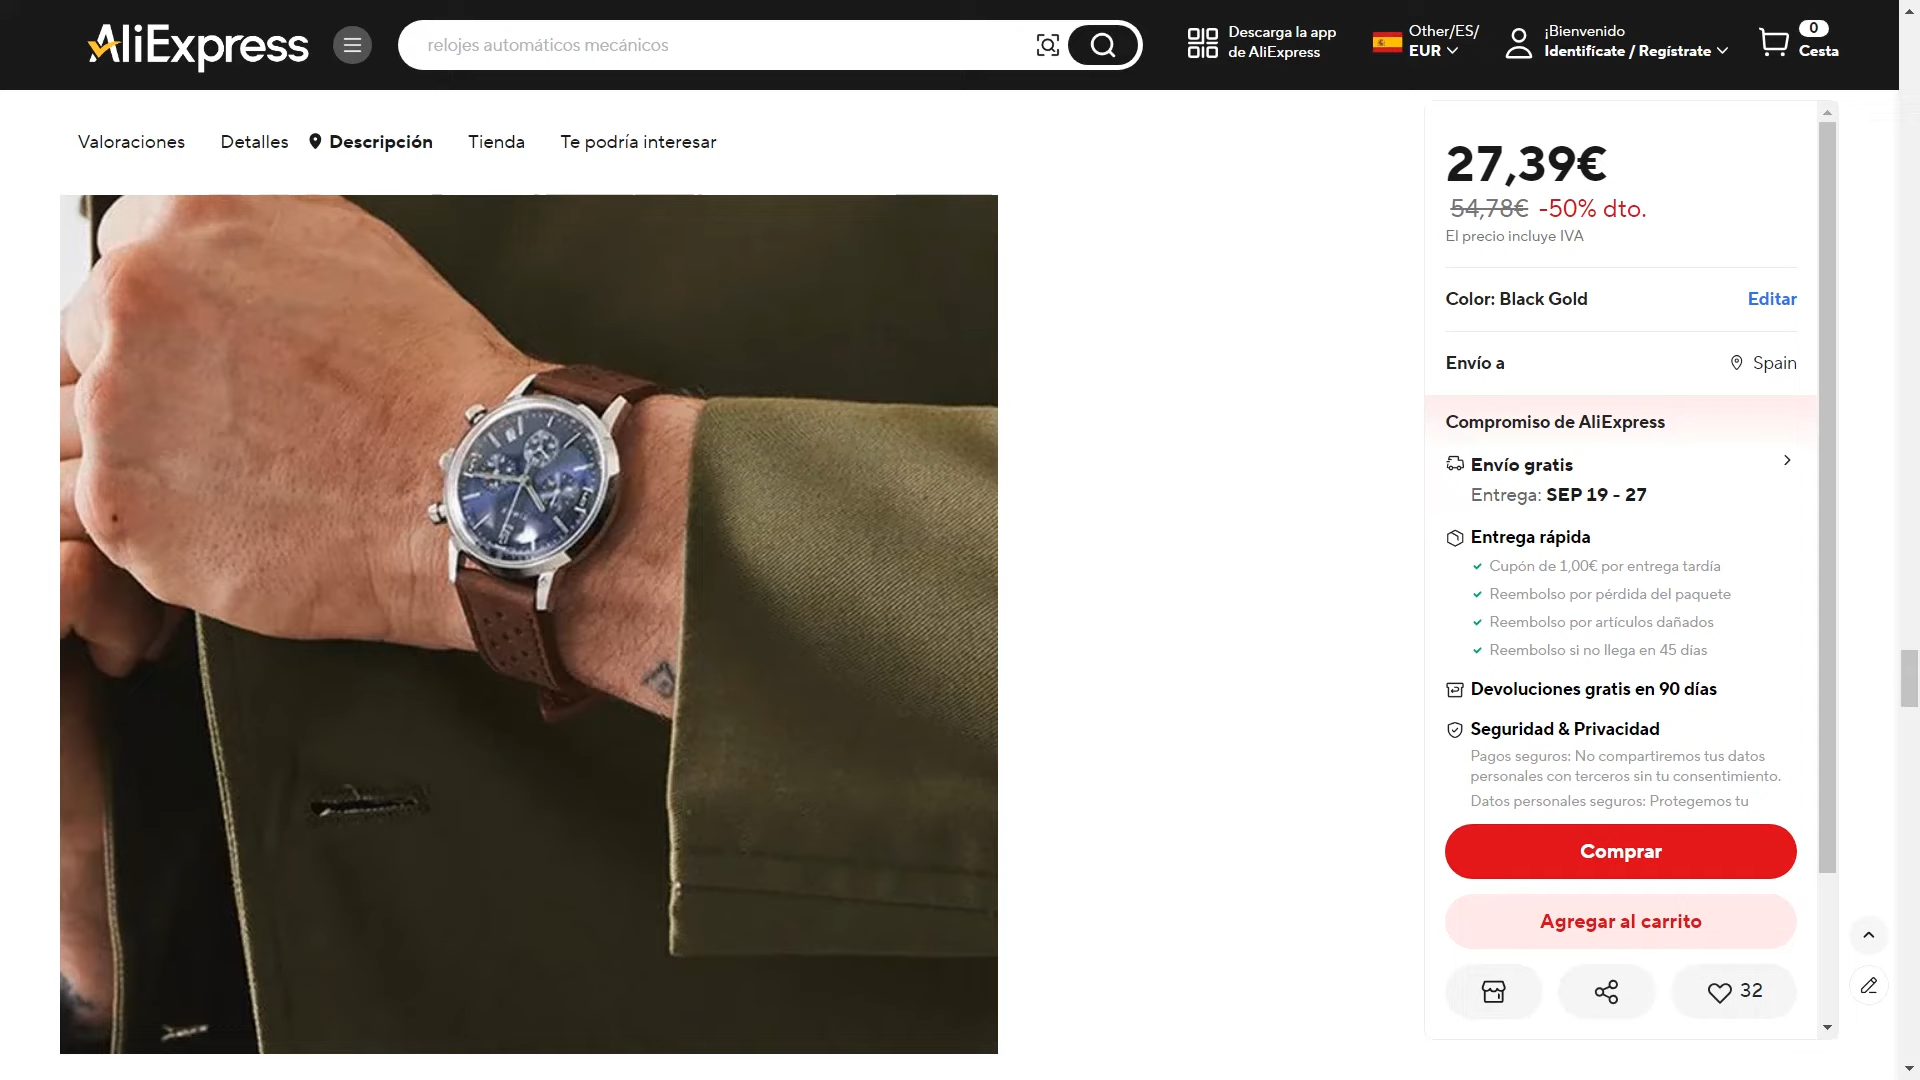 AliExpress
relojes automáticos mecánicos
Descarga la app
de AliExpress
Other/ES/
EUR
¡Bienvenido
Identifícate / Regístrate
0
Cesta
Valoraciones
Detalles
Descripción
Tienda
Te podría interesar
27,39€
54,78€ -50% dto.
El precio incluye IVA
Color: Black Gold
Editar
Envío a
Spain
Compromiso de AliExpress
Envío gratis
Entrega: SEP 19 - 27
Entrega rápida
Cupón de 1,00€ por entrega tardía
Reembolso por pérdida del paquete
Reembolso por artículos dañados
Reembolso si no llega en 45 días
Devoluciones gratis en 90 días
Seguridad & Privacidad
Pagos seguros: No compartiremos tus datos
personales con terceros sin tu consentimiento.
Datos personales seguros: Protegemos tu
Comprar
Agregar al carrito
32